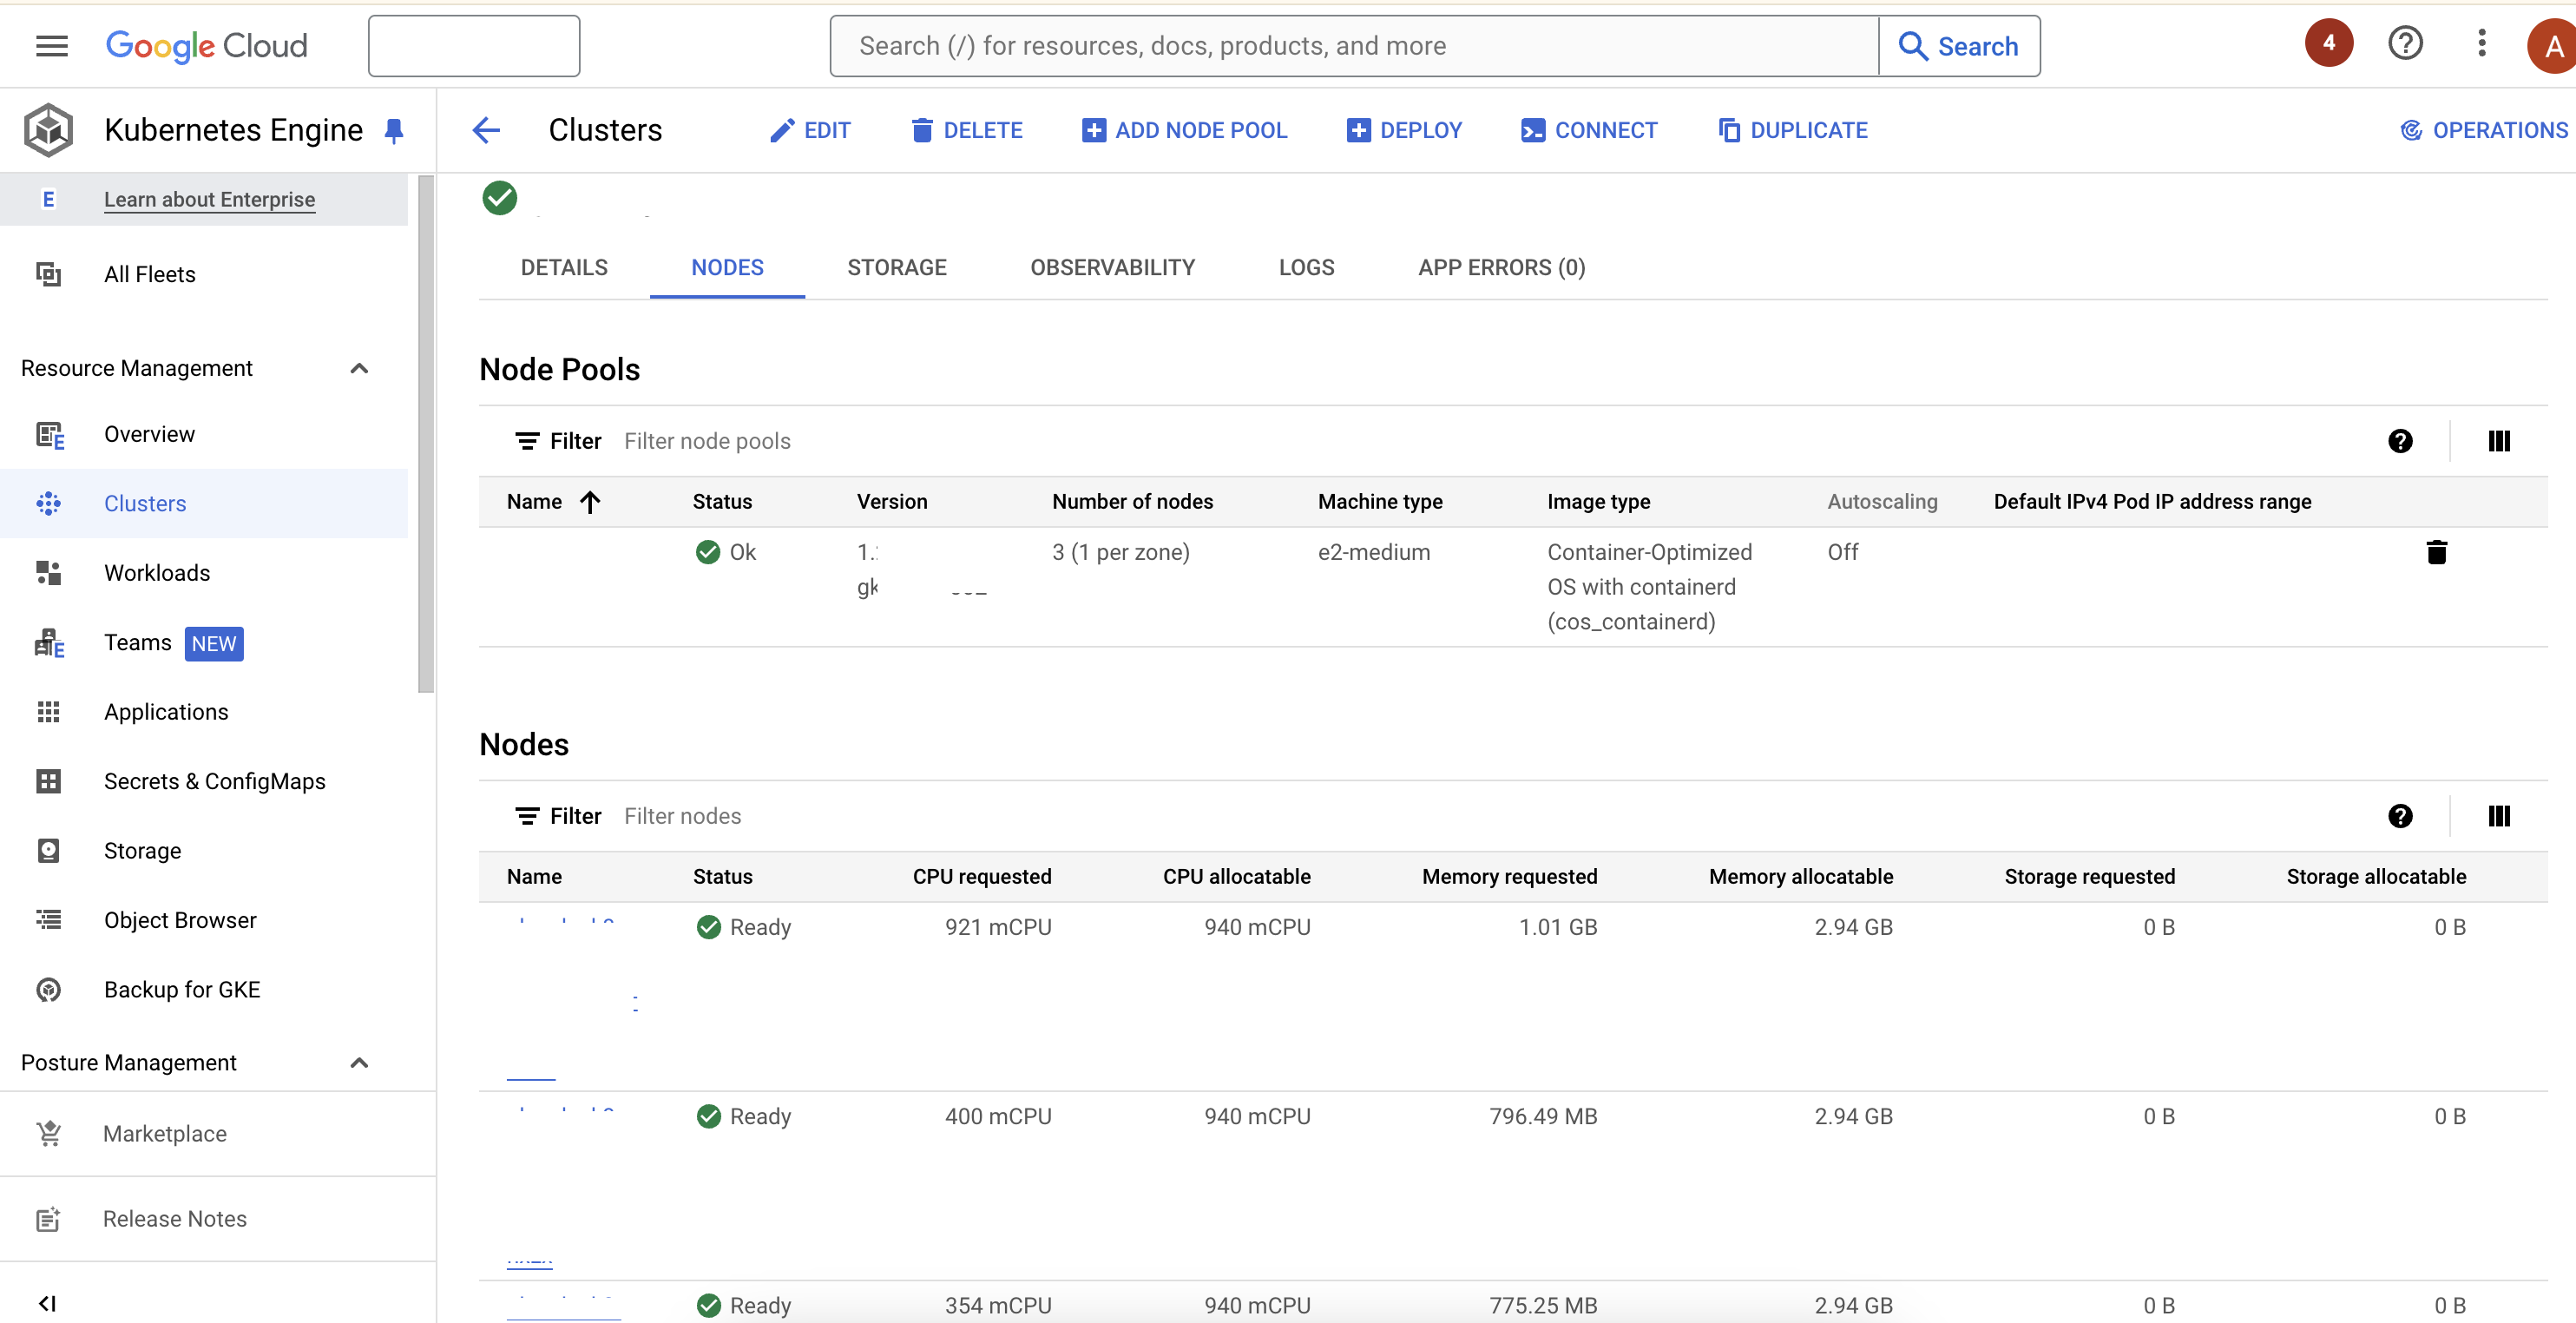 Google Cloud
Search (/) for resources, docs, products, and more
Search
4
A
Kubernetes Engine
Clusters
EDIT
DELETE
ADD NODE POOL
DEPLOY
CONNECT
DUPLICATE
OPERATIONS
E
Learn about Enterprise
All Fleets
Resource Management
Overview
Clusters
Workloads
Teams NEW
Applications
Secrets & ConfigMaps
Storage
Object Browser
Backup for GKE
Posture Management
Marketplace
Release Notes
DETAILS
NODES
STORAGE
OBSERVABILITY
LOGS
APP ERRORS (0)
Node Pools
Filter Filter node pools
Name Status Version Number of nodes Machine type Image type Autoscaling Default IPv4 Pod IP address range
Ok 1. 3 (1 per zone) e2-medium Container-Optimized Off
gk OS with containerd
(cos_containerd)
Nodes
Filter Filter nodes
Name Status CPU requested CPU allocatable Memory requested Memory allocatable Storage requested Storage allocatable
Ready 921 mCPU 940 mCPU 1.01 GB 2.94 GB 0 B 0 B
Ready 400 mCPU 940 mCPU 796.49 MB 2.94 GB 0 B 0 B
Ready 354 mCPU 940 mCPU 775.25 MB 2.94 GB 0 B 0 B